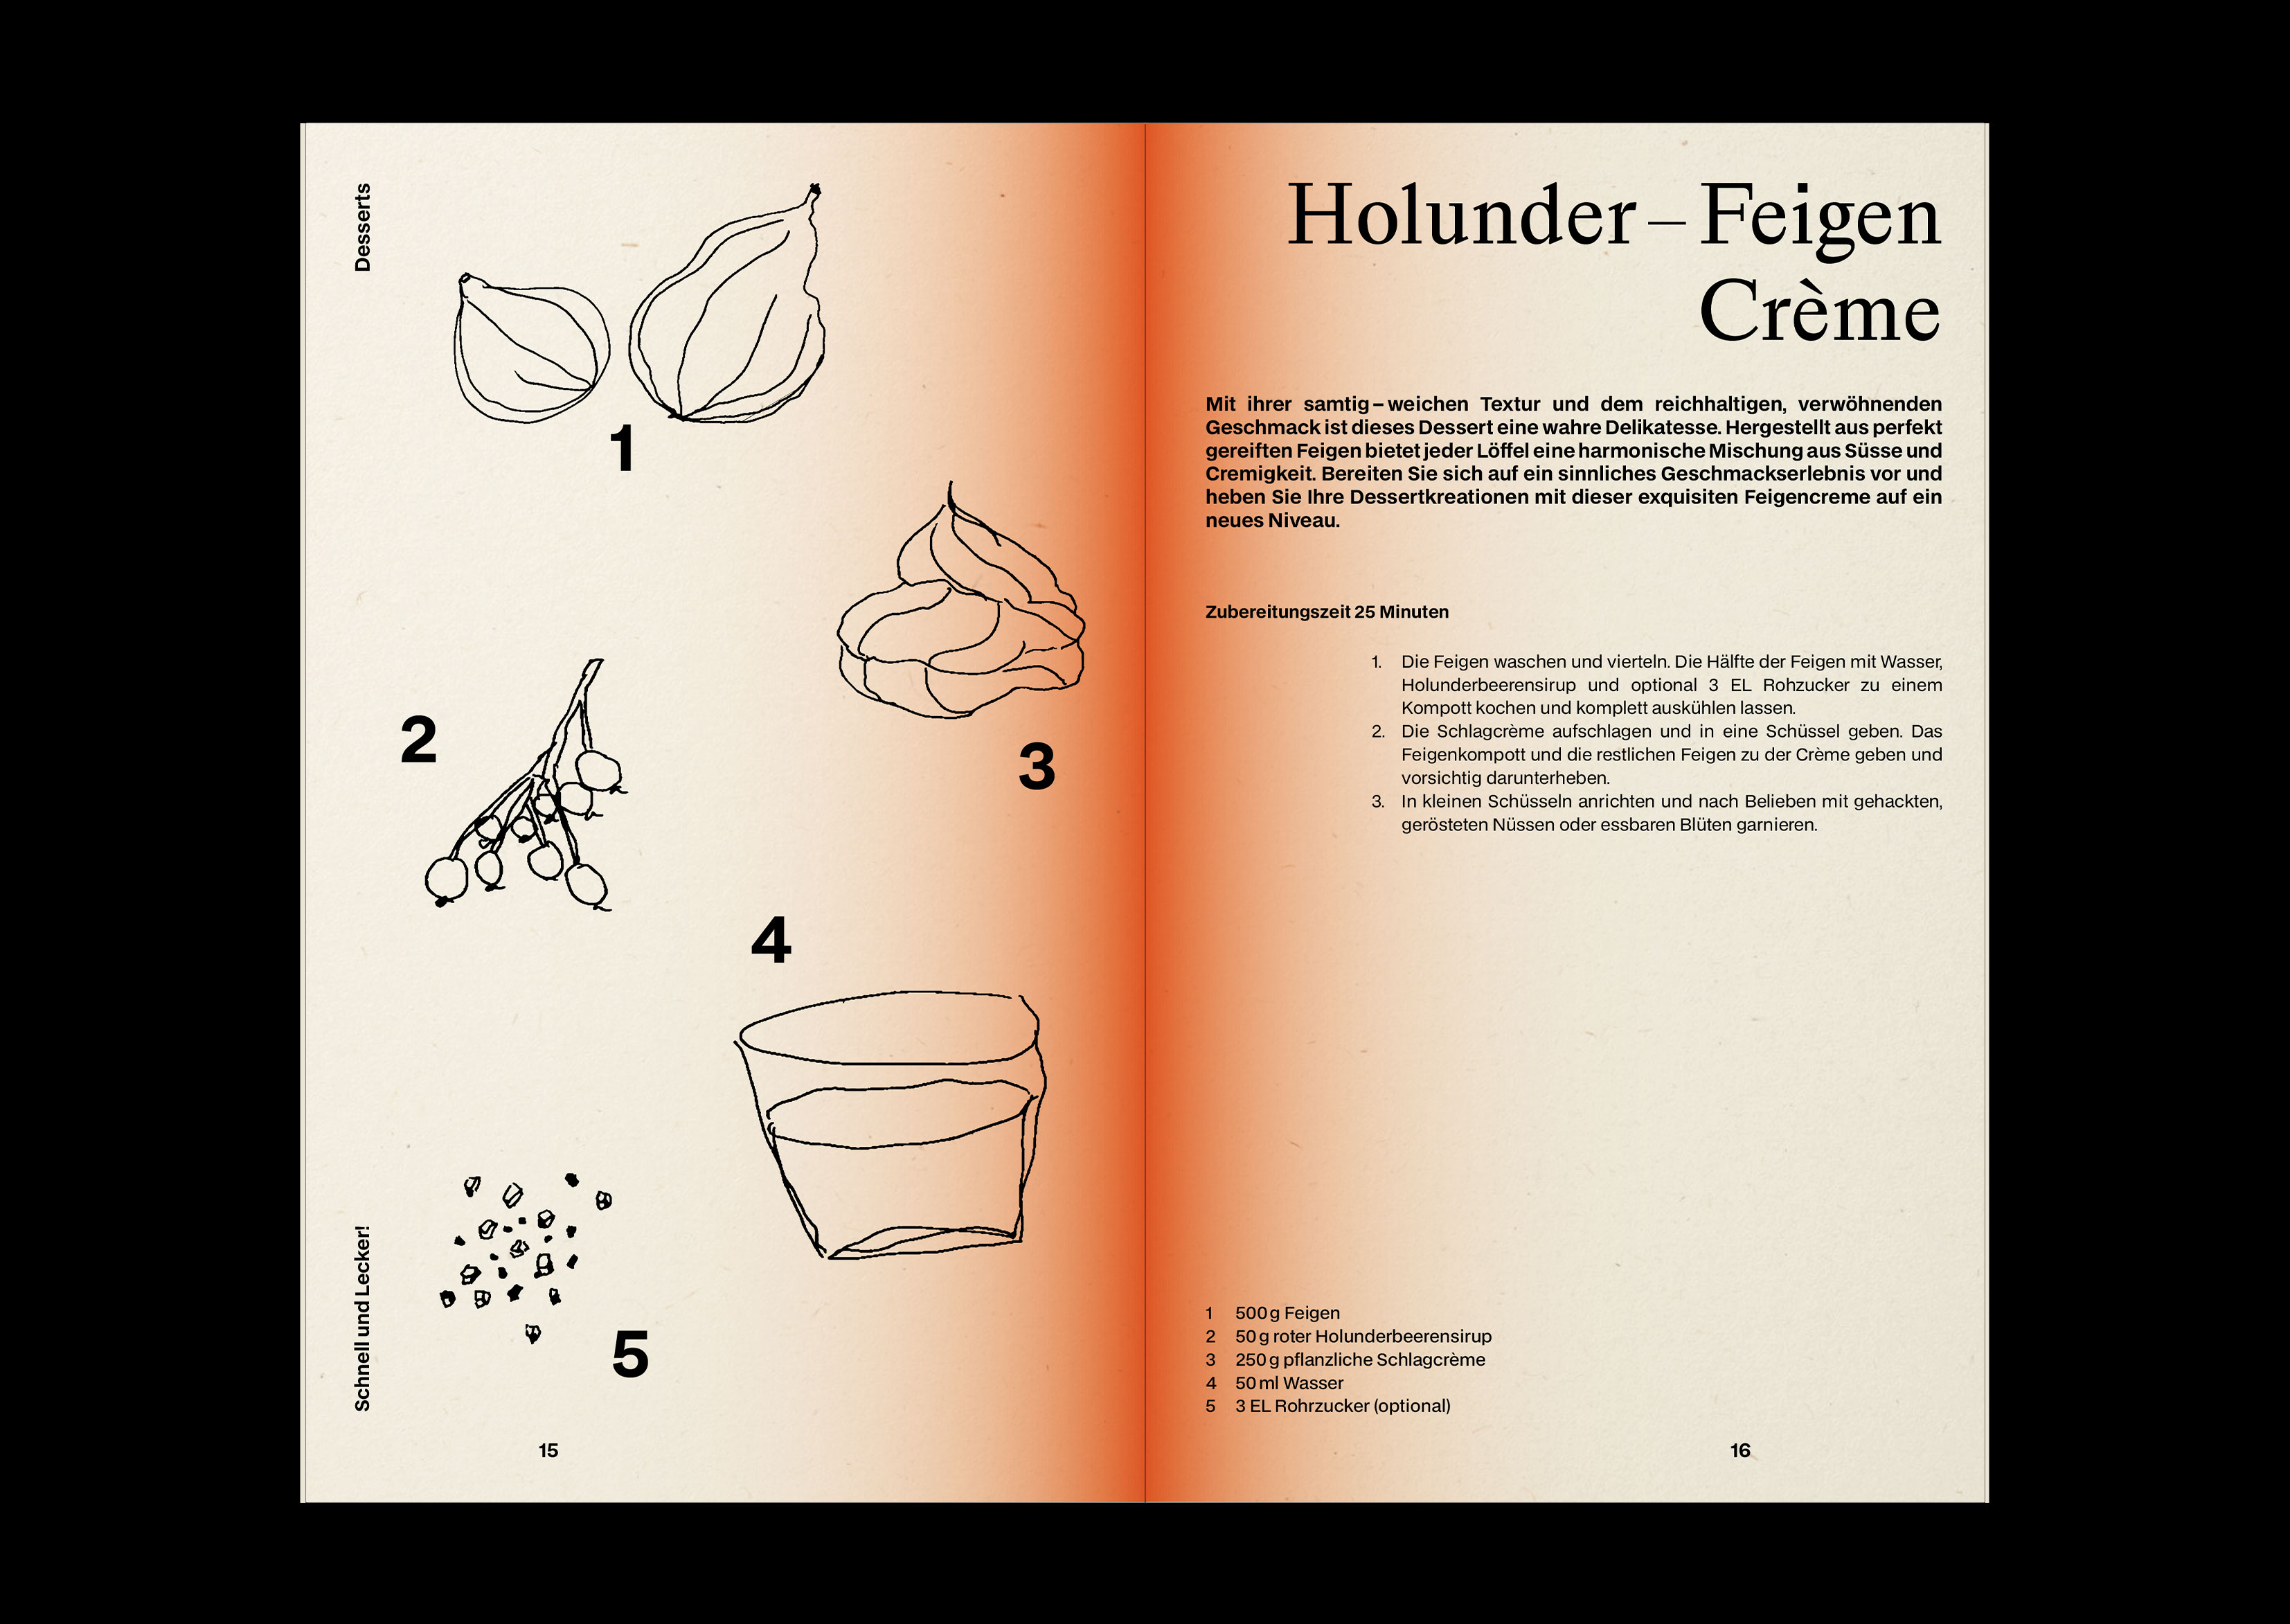 Desserts
1
2
3
4
5
Schnell und Lecker!
15
Holunder – Feigen
Crème
Mit ihrer samtig – weichen Textur und dem reichhaltigen, verwöhnenden
Geschmack ist dieses Dessert eine wahre Delikatesse. Hergestellt aus perfekt
gereiften Feigen bietet jeder Löffel eine harmonische Mischung aus Süsse und
Cremigkeit. Bereiten Sie sich auf ein sinnliches Geschmackserlebnis vor und
heben Sie Ihre Dessertkreationen mit dieser exquisiten Feigencreme auf ein
neues Niveau.
Zubereitungszeit 25 Minuten
1. Die Feigen waschen und vierteln. Die Hälfte der Feigen mit Wasser,
Holunderbeerensirup und optional 3 EL Rohzucker zu einem
Kompott kochen und komplett auskühlen lassen.
2. Die Schlagcrème aufschlagen und in eine Schüssel geben. Das
Feigenkompott und die restlichen Feigen zu der Crème geben und
vorsichtig darunterheben.
3. In kleinen Schüsseln anrichten und nach Belieben mit gehackten,
gerösteten Nüssen oder essbaren Blüten garnieren.
1 500 g Feigen
2 50 g roter Holunderbeerensirup
3 250 g pflanzliche Schlagcrème
4 50 ml Wasser
5 3 EL Rohrzucker (optional)
16